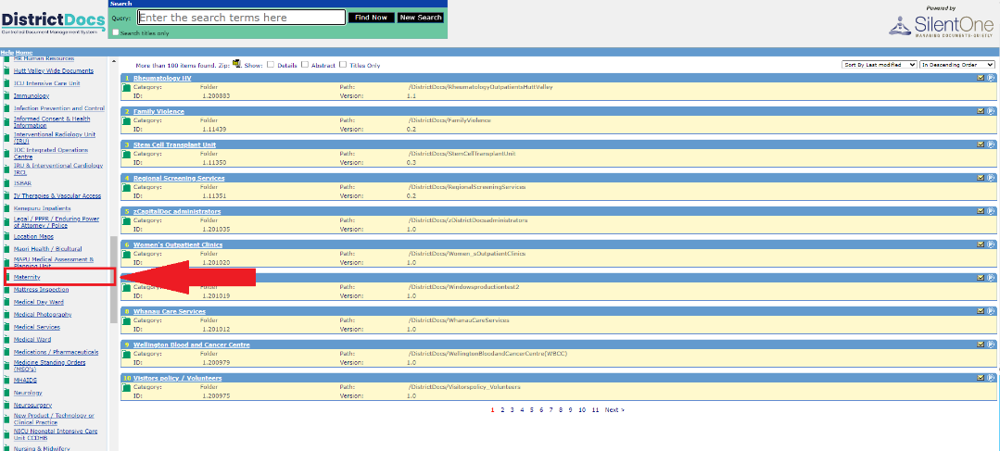 Search
DistrictDocs
Controlled Document Management System
Query: Enter the search terms here Find Now New Search
Search titles only
Powered by
SilentOne
MANAGING DOCUMENTS–QUIETLY
Help Home
HR Human Resources
Hutt Valley Wide Documents
ICU Intensive Care Unit
Immunology
Infection Prevention and Control
Informed Consent & Health
Information
Interventional Radiology Unit
(IRU)
IOC Integrated Operations
Centre
IRU & Interventional Cardiology
IRCL
ISBAR
IV Therapies & Vascular Access
Kenepuru Inpatients
Legal / PPPR / Enduring Power
of Attorney / Police
Location Maps
Maori Health / Bicultural
MAPU Medical Assessment &
Planning Unit
Maternity
Mattress Inspection
Medical Day Ward
Medical Photography
Medical Services
Medical Ward
Medications / Pharmaceuticals
Medicine Standing Orders
(MSO's)
MHAIDS
Neurology
Neurosurgery
New Product / Technology or
Clinical Practice
NICU Neonatal Intensive Care
Unit CCDHB
Nursing & Midwifery
More than 100 items found. Zip: Show: Details Abstract Titles Only
Sort By Last modified In Descending Order
1 Rheumatology HV
Category: Folder Path: /DistrictDocs/RheumatologyOutpatientsHuttValley
ID: 1.200883 Version: 1.1
2 Family Violence
Category: Folder Path: /DistrictDocs/FamilyViolence
ID: 1.11439 Version: 0.2
3 Stem Cell Transplant Unit
Category: Folder Path: /DistrictDocs/StemCellTransplantUnit
ID: 1.11350 Version: 0.3
4 Regional Screening Services
Category: Folder Path: /DistrictDocs/RegionalScreeningServices
ID: 1.11351 Version: 0.2
5 zCapitalDoc administrators
Category: Folder Path: /DistrictDocs/zDistrictDocsadministrators
ID: 1.201035 Version: 1.0
6 Women's Outpatient Clinics
Category: Folder Path: /DistrictDocs/Women_sOutpatientClinics
ID: 1.201020 Version: 1.0
Category: Folder Path: /DistrictDocs/Windowsproductiontest2
ID: 1.201019 Version: 1.0
8 Whanau Care Services
Category: Folder Path: /DistrictDocs/WhanauCareServices
ID: 1.201012 Version: 1.0
9 Wellington Blood and Cancer Centre
Category: Folder Path: /DistrictDocs/WellingtonBloodandCancerCentre(WBCC)
ID: 1.200979 Version: 1.0
10 Visitors policy / Volunteers
Category: Folder Path: /DistrictDocs/Visitorspolicy_Volunteers
ID: 1.200975 Version: 1.0
1 2 3 4 5 6 7 8 9 10 11 Next >